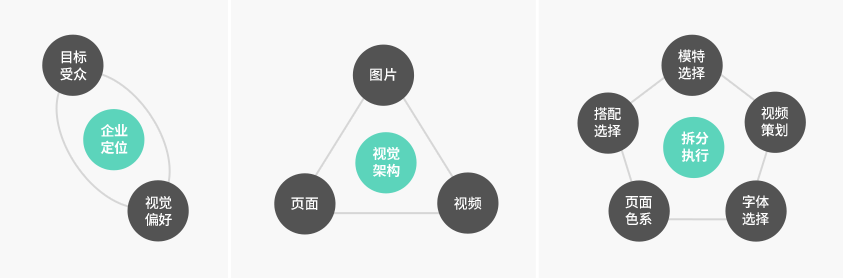 目标
受众
企业
定位
视觉
偏好
图片
视觉
架构
页面
视频
模特
选择
搭配
选择
视频
策划
拆分
执行
页面
色系
字体
选择